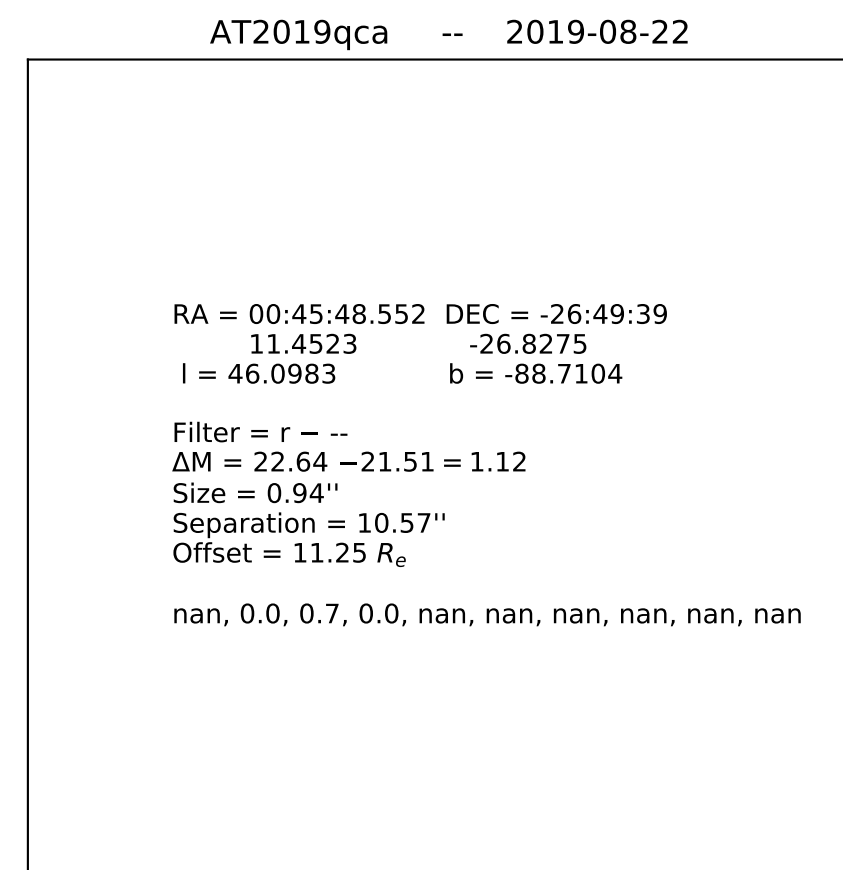 AT2019qca -- 2019-08-22
RA = 00:45:48.552 DEC = -26:49:39
11.4523 -26.8275
l = 46.0983 b = -88.7104
Filter = r − --
ΔM = 22.64 −21.51 = 1.12
Size = 0.94''
Separation = 10.57''
Offset = 11.25 Rₑ
nan, 0.0, 0.7, 0.0, nan, nan, nan, nan, nan, nan